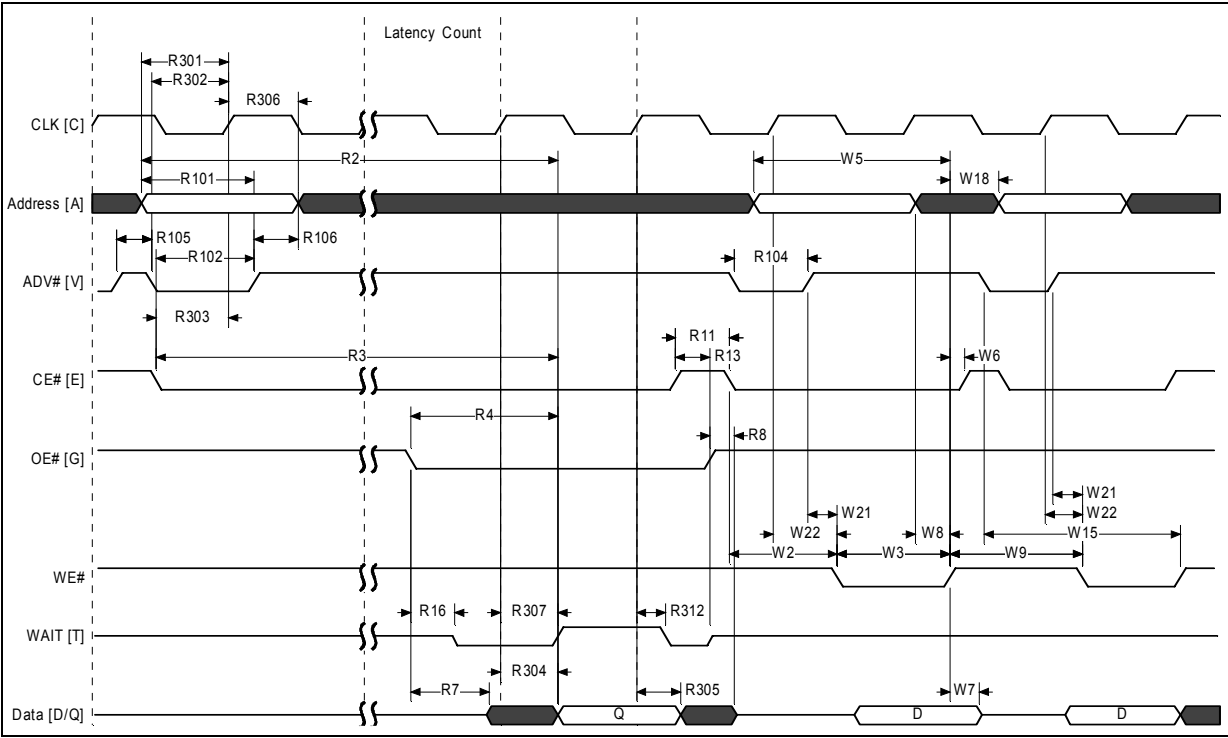 Latency Count
R301
R302
R306
CLK [C]
R2
W5
R101
W18
Address [A]
R105
R102
R106
R104
ADV# [V]
R303
R11
R3
R13
W6
CE# [E]
R4
R8
OE# [G]
W21
W21
W22
W22
W8
W15
W2
W3
W9
WE#
R16
R307
R312
WAIT [T]
R304
R7
R305
W7
Data [D/Q]
Q
D
D